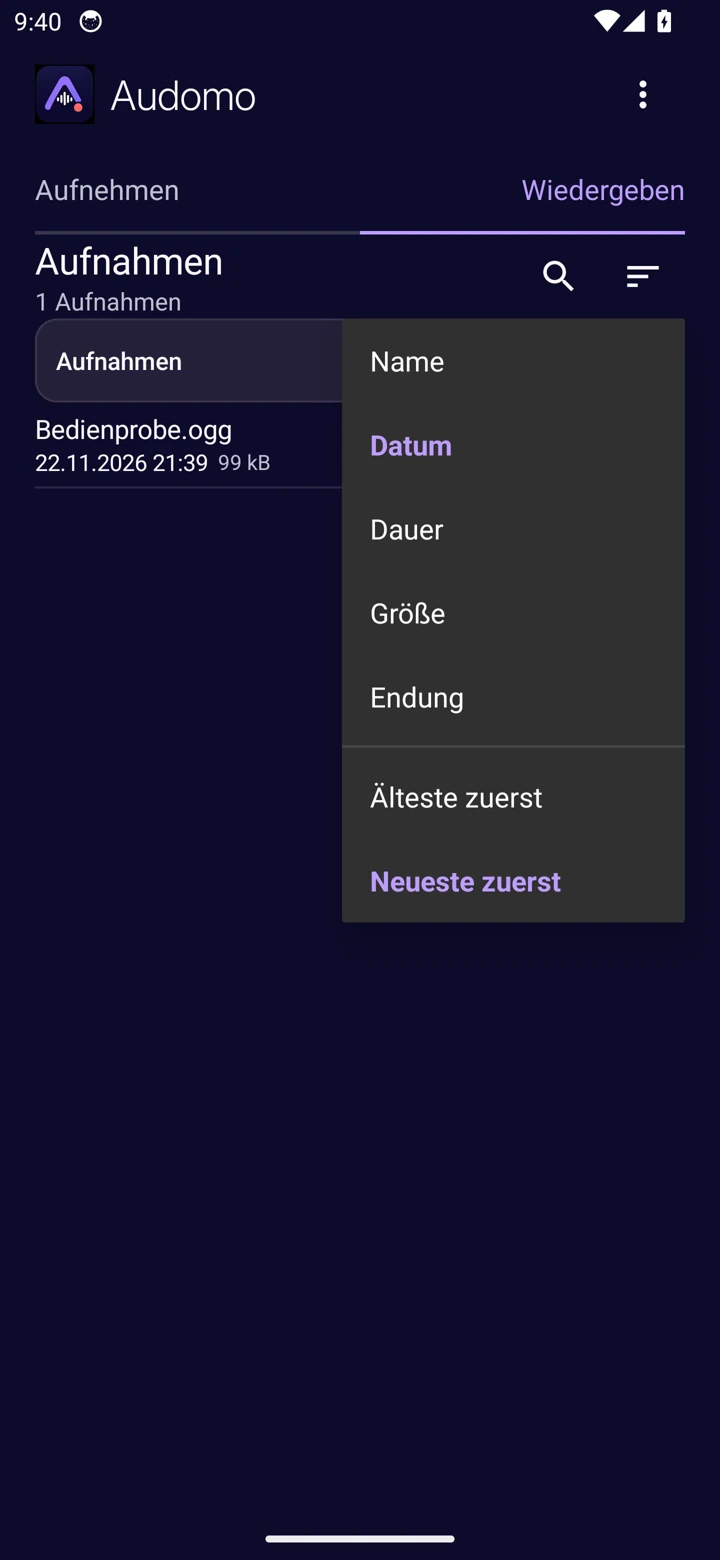 9:40
Audomo
Aufnehmen
Wiedergeben
Aufnahmen
1 Aufnahmen
Aufnahmen
Bedienprobe.ogg
22.11.2026 21:39 99 kB
Name
Datum
Dauer
Größe
Endung
Älteste zuerst
Neueste zuerst